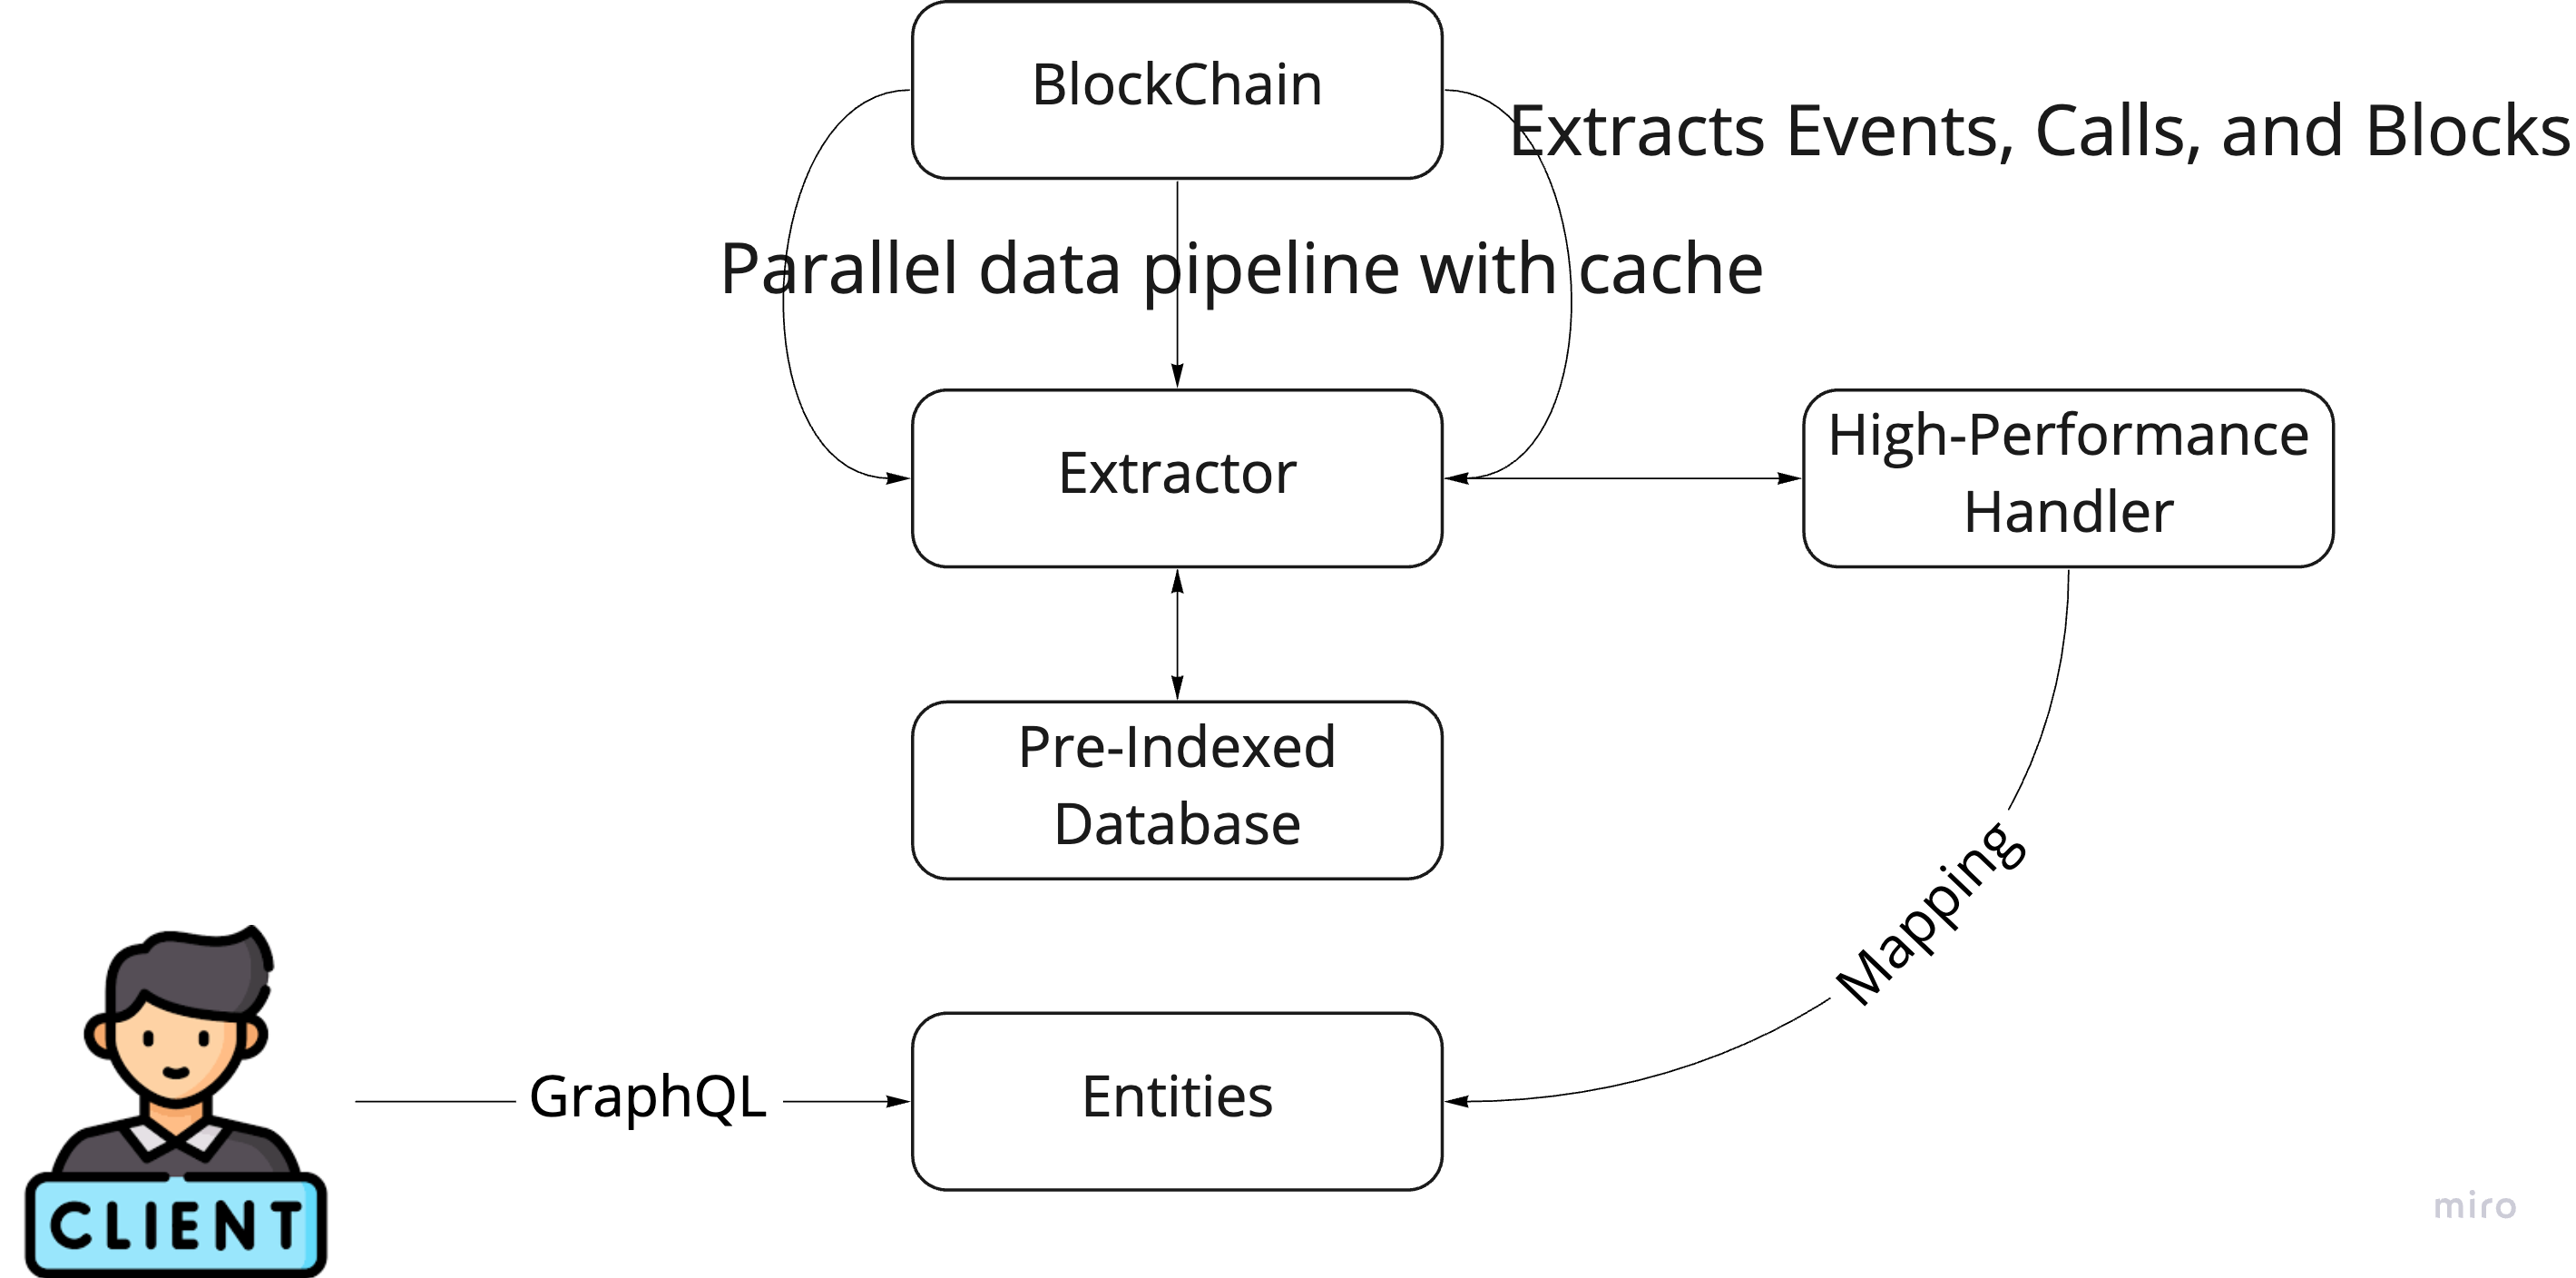 BlockChain
Extracts Events, Calls, and Blocks
Parallel data pipeline with cache
Extractor
High-Performance
Handler
Pre-Indexed
Database
Mapping
GraphQL
Entities
CLIENT
miro